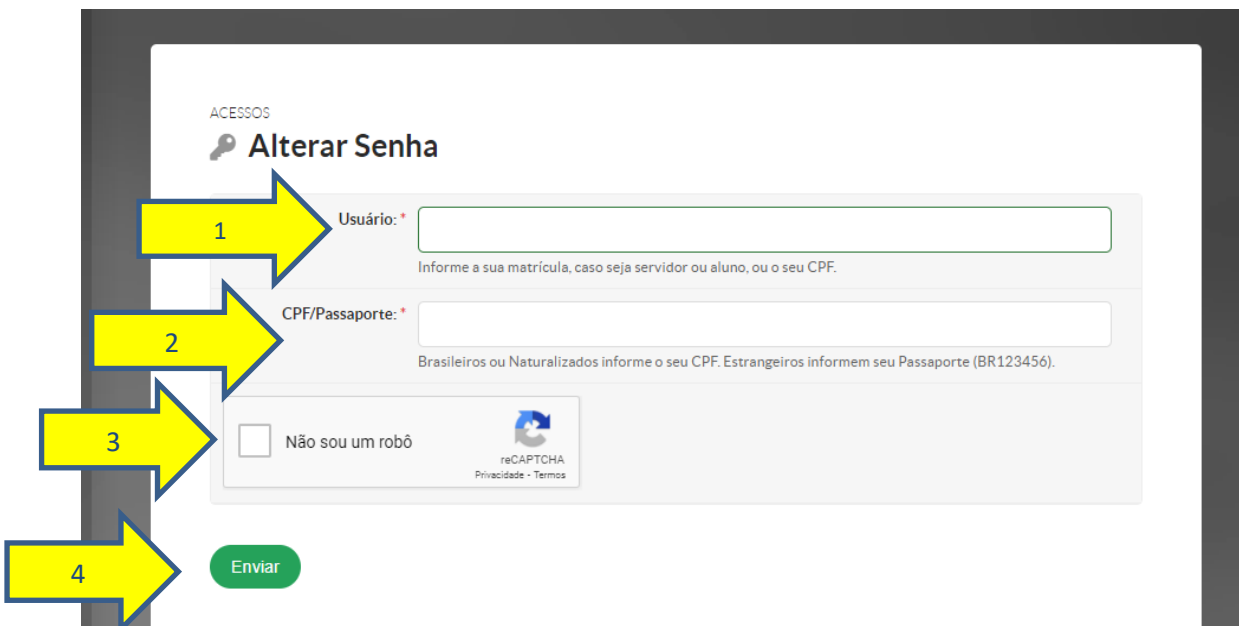 ACESSOS
Alterar Senha
1
Usuário: *
Informe a sua matrícula, caso seja servidor ou aluno, ou o seu CPF.
2
CPF/Passaporte: *
Brasileiros ou Naturalizados informe o seu CPF. Estrangeiros informem seu Passaporte (BR123456).
3
Não sou um robô
reCAPTCHA
Privacidade - Termos
4
Enviar